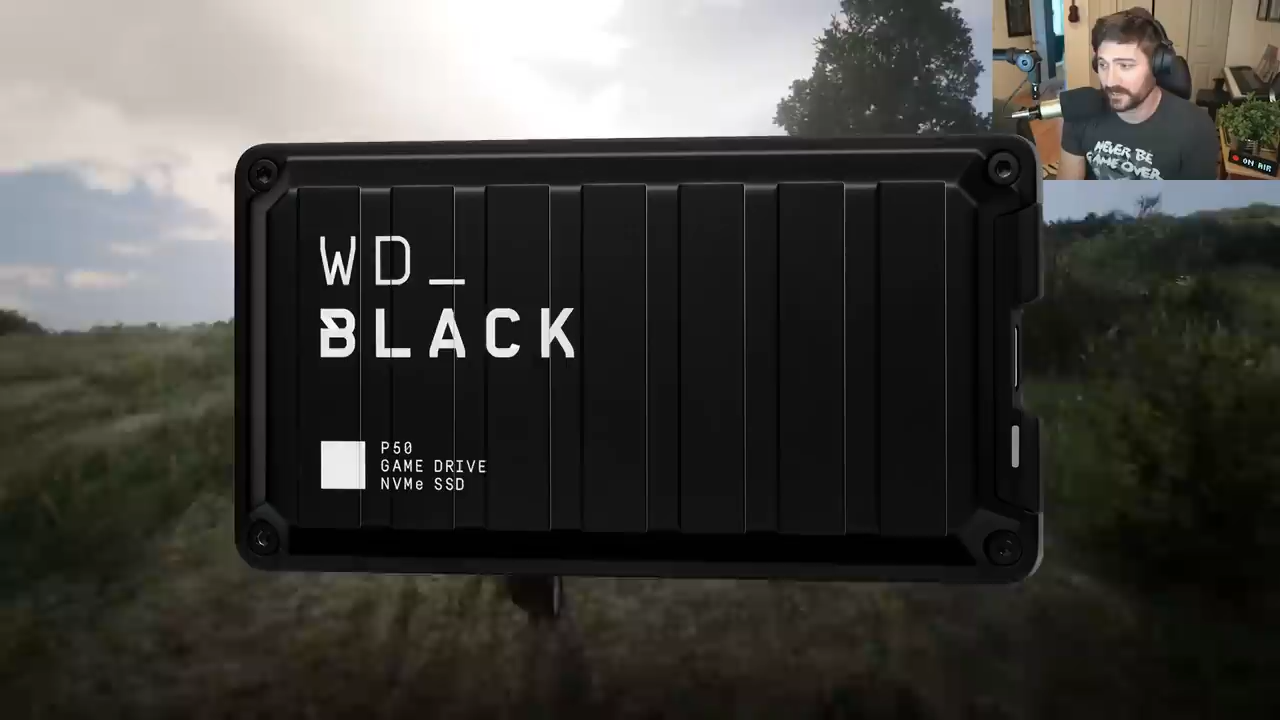 WD_
BLACK
P50
GAME DRIVE
NVMe SSD
NEVER BE
GAME OVER
ON AIR